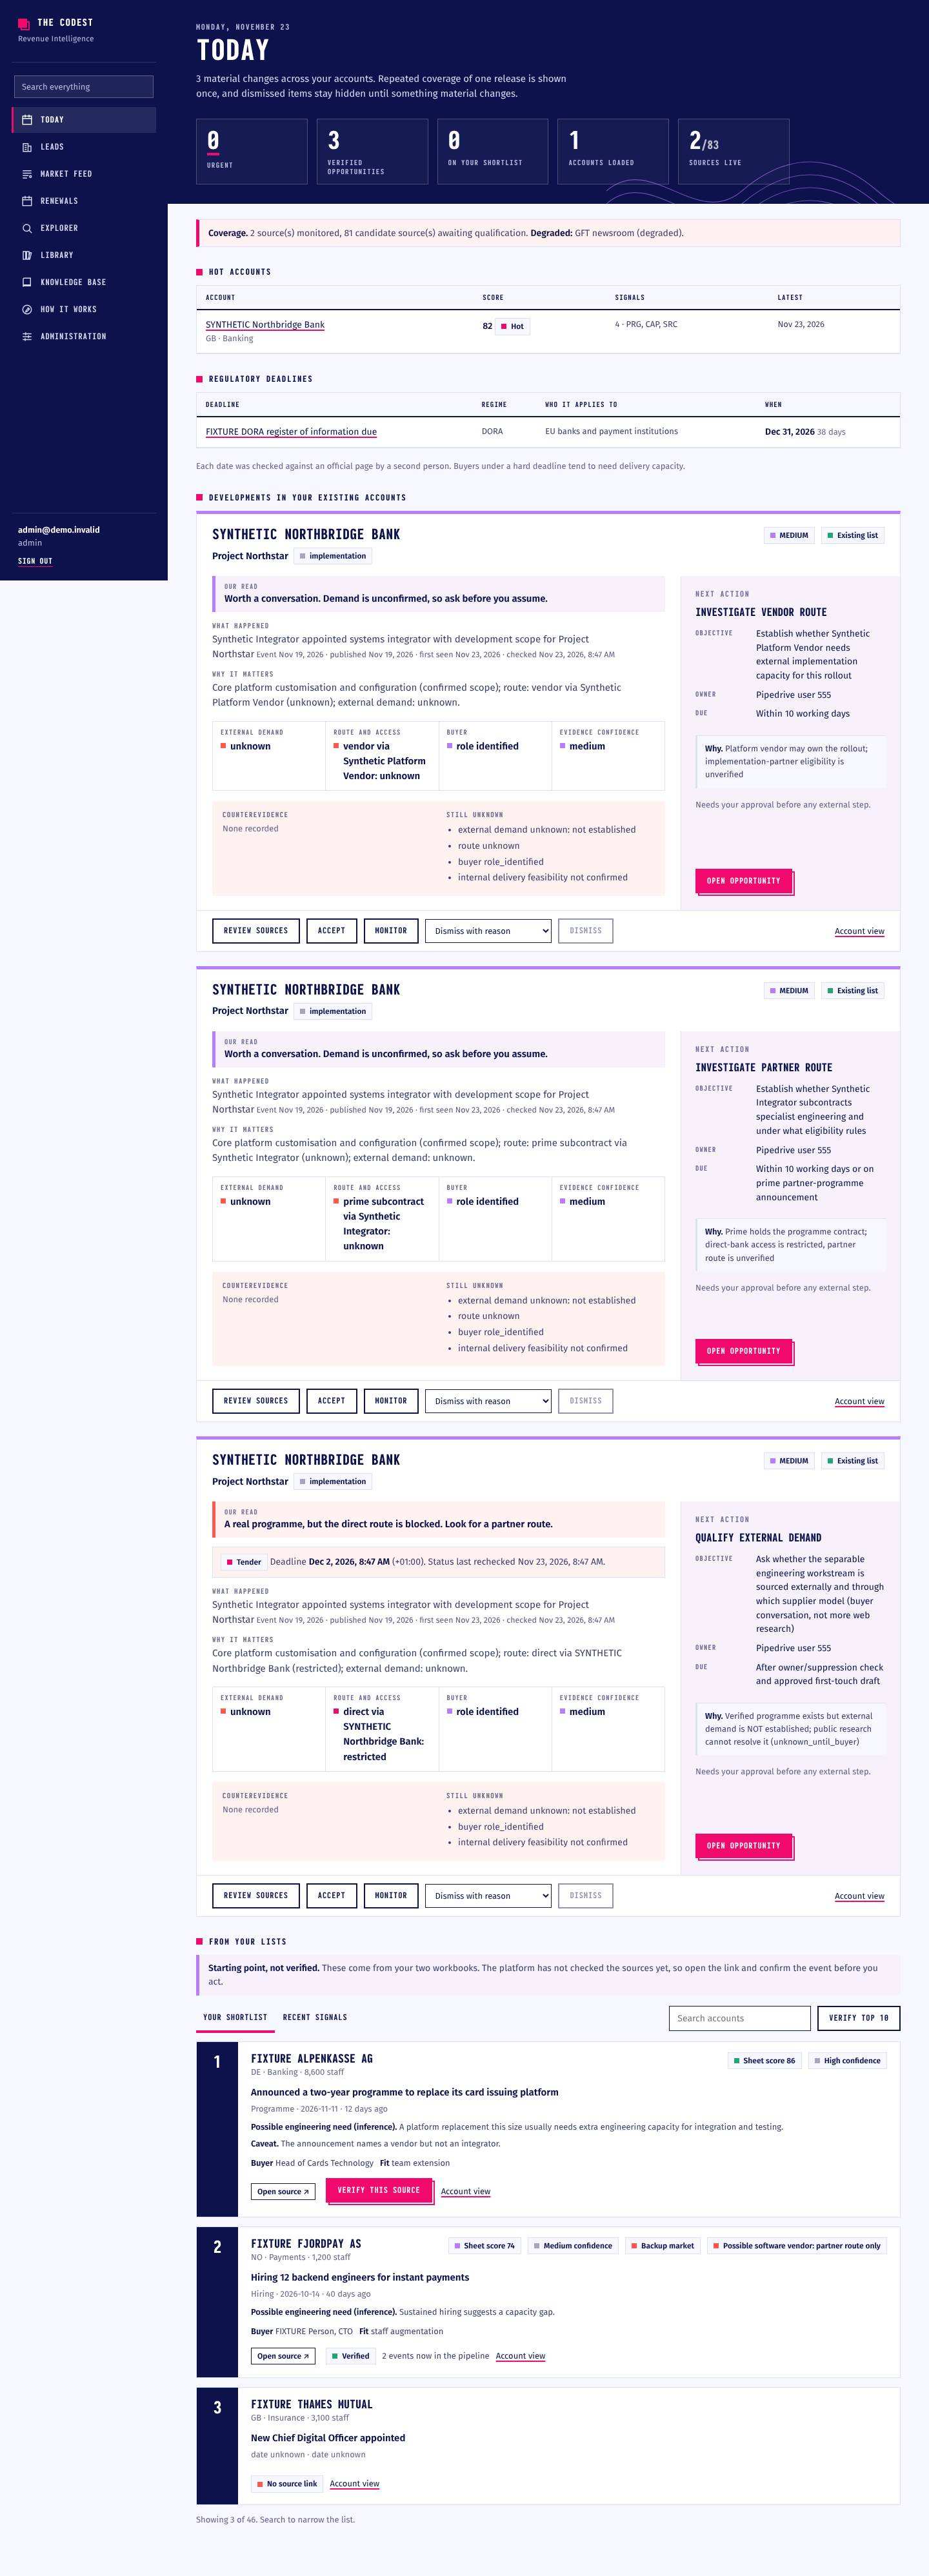 THE CODEST
Revenue Intelligence
Search everything
TODAY
LEADS
MARKET FEED
RENEWALS
EXPLORER
LIBRARY
KNOWLEDGE BASE
HOW IT WORKS
ADMINISTRATION
admin@demo.invalid
admin
SIGN OUT
MONDAY, NOVEMBER 23
TODAY
3 material changes across your accounts. Repeated coverage of one release is shown
once, and dismissed items stay hidden until something material changes.
0
URGENT
3
VERIFIED
OPPORTUNITIES
0
ON YOUR SHORTLIST
1
ACCOUNTS LOADED
2/83
SOURCES LIVE
Coverage. 2 source(s) monitored, 81 candidate source(s) awaiting qualification. Degraded: GFT newsroom (degraded).
HOT ACCOUNTS
ACCOUNT SCORE SIGNALS LATEST
SYNTHETIC Northbridge Bank 82 Hot 4 · PRG, CAP, SRC Nov 23, 2026
GB · Banking
REGULATORY DEADLINES
DEADLINE REGIME WHO IT APPLIES TO WHEN
FIXTURE DORA register of information due DORA EU banks and payment institutions Dec 31, 2026 38 days
Each date was checked against an official page by a second person. Buyers under a hard deadline tend to need delivery capacity.
DEVELOPMENTS IN YOUR EXISTING ACCOUNTS
SYNTHETIC NORTHBRIDGE BANK
MEDIUM Existing list
Project Northstar implementation
OUR READ
Worth a conversation. Demand is unconfirmed, so ask before you assume.
WHAT HAPPENED
Synthetic Integrator appointed systems integrator with development scope for Project
Northstar Event Nov 19, 2026 · published Nov 19, 2026 · first seen Nov 23, 2026 · checked Nov 23, 2026, 8:47 AM
WHY IT MATTERS
Core platform customisation and configuration (confirmed scope); route: vendor via Synthetic
Platform Vendor (unknown); external demand: unknown.
EXTERNAL DEMAND
unknown
ROUTE AND ACCESS
vendor via
Synthetic Platform
Vendor: unknown
BUYER
role identified
EVIDENCE CONFIDENCE
medium
COUNTEREVIDENCE
None recorded
STILL UNKNOWN
• external demand unknown: not established
• route unknown
• buyer role_identified
• internal delivery feasibility not confirmed
NEXT ACTION
INVESTIGATE VENDOR ROUTE
OBJECTIVE
Establish whether Synthetic
Platform Vendor needs
external implementation
capacity for this rollout
OWNER
Pipedrive user 555
DUE
Within 10 working days
Why. Platform vendor may own the rollout;
implementation-partner eligibility is
unverified
Needs your approval before any external step.
OPEN OPPORTUNITY
REVIEW SOURCES ACCEPT MONITOR Dismiss with reason DISMISS Account view
SYNTHETIC NORTHBRIDGE BANK
MEDIUM Existing list
Project Northstar implementation
OUR READ
Worth a conversation. Demand is unconfirmed, so ask before you assume.
WHAT HAPPENED
Synthetic Integrator appointed systems integrator with development scope for Project
Northstar Event Nov 19, 2026 · published Nov 19, 2026 · first seen Nov 23, 2026 · checked Nov 23, 2026, 8:47 AM
WHY IT MATTERS
Core platform customisation and configuration (confirmed scope); route: prime subcontract via
Synthetic Integrator (unknown); external demand: unknown.
EXTERNAL DEMAND
unknown
ROUTE AND ACCESS
prime subcontract
via Synthetic
Integrator:
unknown
BUYER
role identified
EVIDENCE CONFIDENCE
medium
COUNTEREVIDENCE
None recorded
STILL UNKNOWN
• external demand unknown: not established
• route unknown
• buyer role_identified
• internal delivery feasibility not confirmed
NEXT ACTION
INVESTIGATE PARTNER ROUTE
OBJECTIVE
Establish whether Synthetic
Integrator subcontracts
specialist engineering and
under what eligibility rules
OWNER
Pipedrive user 555
DUE
Within 10 working days or on
prime partner-programme
announcement
Why. Prime holds the programme contract;
direct-bank access is restricted, partner
route is unverified
Needs your approval before any external step.
OPEN OPPORTUNITY
REVIEW SOURCES ACCEPT MONITOR Dismiss with reason DISMISS Account view
SYNTHETIC NORTHBRIDGE BANK
MEDIUM Existing list
Project Northstar implementation
OUR READ
A real programme, but the direct route is blocked. Look for a partner route.
Tender Deadline Dec 2, 2026, 8:47 AM (+01:00). Status last rechecked Nov 23, 2026, 8:47 AM.
WHAT HAPPENED
Synthetic Integrator appointed systems integrator with development scope for Project
Northstar Event Nov 19, 2026 · published Nov 19, 2026 · first seen Nov 23, 2026 · checked Nov 23, 2026, 8:47 AM
WHY IT MATTERS
Core platform customisation and configuration (confirmed scope); route: direct via SYNTHETIC
Northbridge Bank (restricted); external demand: unknown.
EXTERNAL DEMAND
unknown
ROUTE AND ACCESS
direct via
SYNTHETIC
Northbridge Bank:
restricted
BUYER
role identified
EVIDENCE CONFIDENCE
medium
COUNTEREVIDENCE
None recorded
STILL UNKNOWN
• external demand unknown: not established
• buyer role_identified
• internal delivery feasibility not confirmed
NEXT ACTION
QUALIFY EXTERNAL DEMAND
OBJECTIVE
Ask whether the separable
engineering workstream is
sourced externally and through
which supplier model (buyer
conversation, not more web
research)
OWNER
Pipedrive user 555
DUE
After owner/suppression check
and approved first-touch draft
Why. Verified programme exists but external
demand is NOT established; public research
cannot resolve it (unknown_until_buyer)
Needs your approval before any external step.
OPEN OPPORTUNITY
REVIEW SOURCES ACCEPT MONITOR Dismiss with reason DISMISS Account view
FROM YOUR LISTS
Starting point, not verified. These come from your two workbooks. The platform has not checked the sources yet, so open the link and confirm the event before you
act.
YOUR SHORTLIST RECENT SIGNALS Search accounts VERIFY TOP 10
1
FIXTURE ALPENKASSE AG
Sheet score 86 High confidence
DE · Banking · 8,600 staff
Announced a two-year programme to replace its card issuing platform
Programme · 2026-11-11 · 12 days ago
Possible engineering need (inference). A platform replacement this size usually needs extra engineering capacity for integration and testing.
Caveat. The announcement names a vendor but not an integrator.
Buyer Head of Cards Technology Fit team extension
Open source ↗ VERIFY THIS SOURCE Account view
2
FIXTURE FJORDPAY AS
Sheet score 74 Medium confidence Backup market Possible software vendor: partner route only
NO · Payments · 1,200 staff
Hiring 12 backend engineers for instant payments
Hiring · 2026-10-14 · 40 days ago
Possible engineering need (inference). Sustained hiring suggests a capacity gap.
Buyer FIXTURE Person, CTO Fit staff augmentation
Open source ↗ Verified 2 events now in the pipeline Account view
3
FIXTURE THAMES MUTUAL
GB · Insurance · 3,100 staff
New Chief Digital Officer appointed
date unknown · date unknown
No source link Account view
Showing 3 of 46. Search to narrow the list.